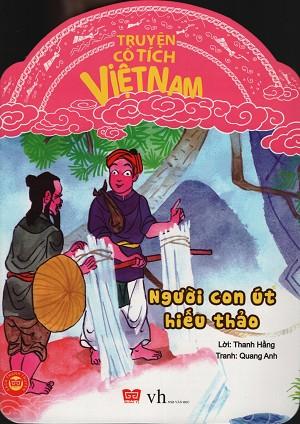 TRUYỆN
CỔ TÍCH
VIỆT NAM
Người con út
hiếu thảo
Lời: Thanh Hằng
Tranh: Quang Anh
vh